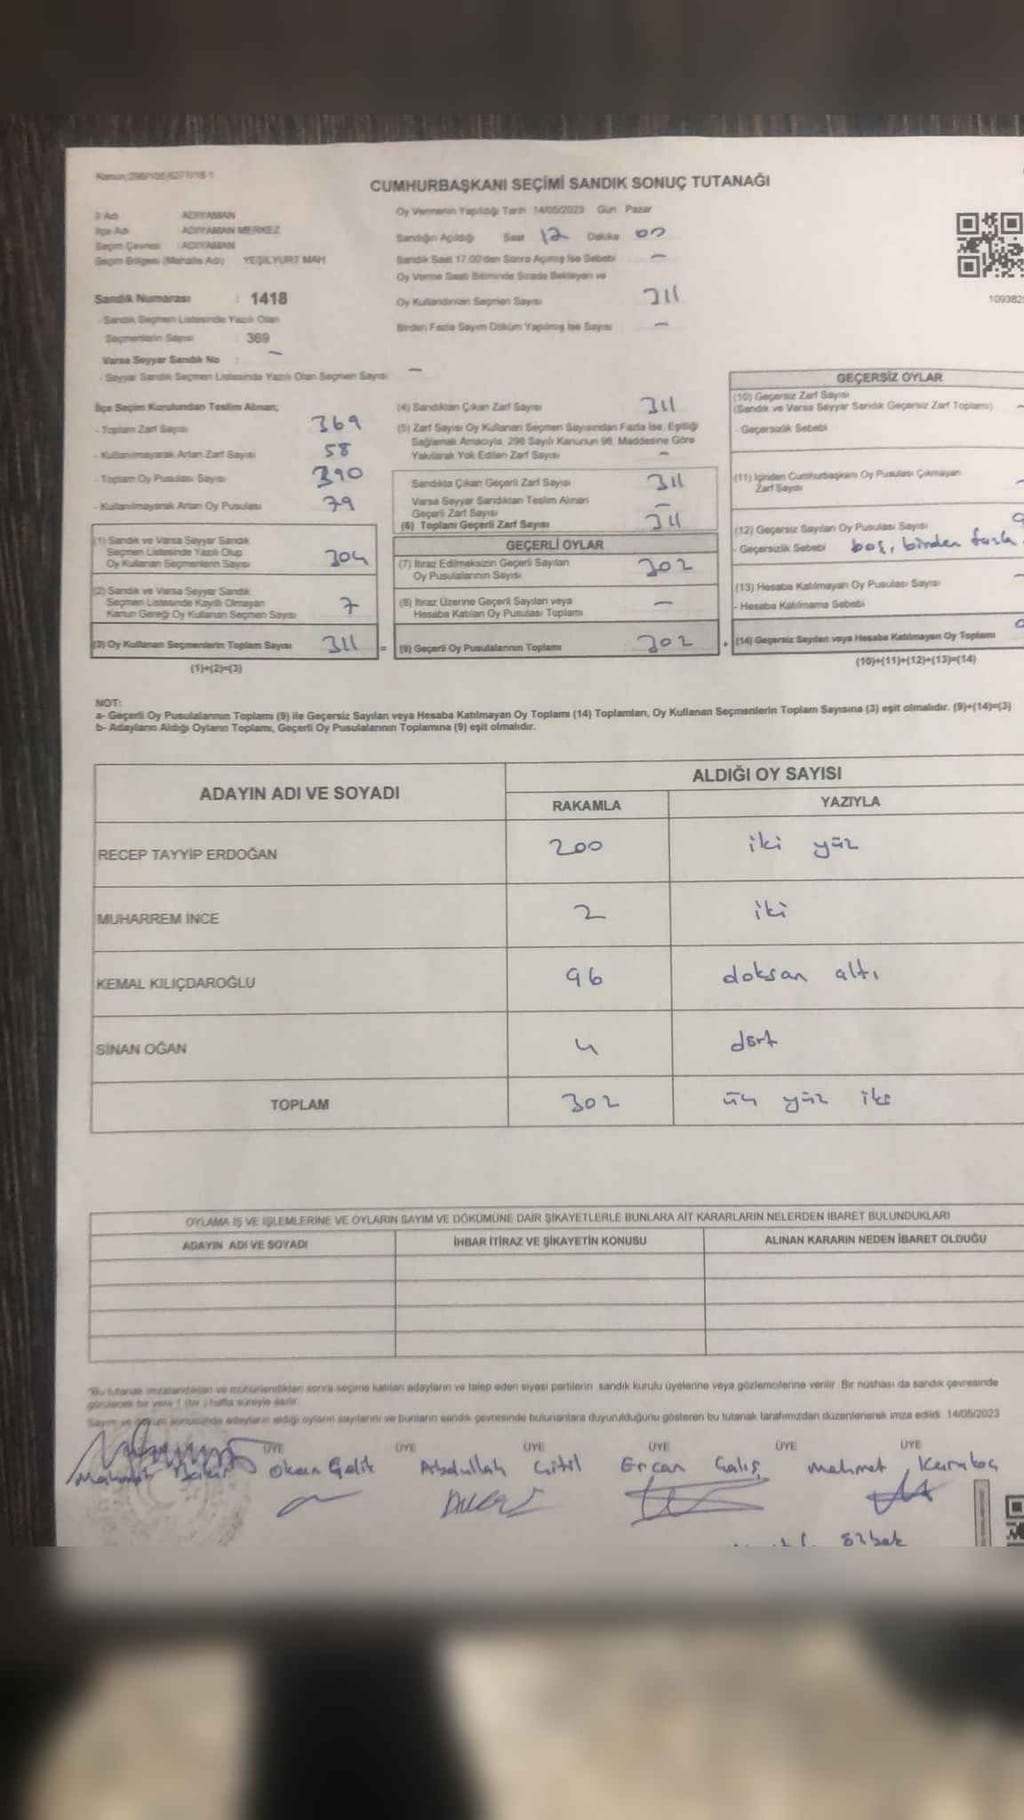 CUMHURBAŞKANI SEÇİMİ SANDIK SONUÇ TUTANAĞI
İl Adı ADIYAMAN
İlçe Adı ADIYAMAN MERKEZ
Seçim Çevresi : ADIYAMAN
Seçim Bölgesi (Mahalle Adı) YEŞİLYURT MAH
Sandık Numarası : 1418
- Sandık Seçmen Listesinde Yazılı Olan
Seçmenlerin Sayısı : 369
Varsa Seyyar Sandık No : –
- Seyyar Sandık Seçmen Listesinde Yazılı Olan Seçmen Sayısı –
Oy Vermenin Yapıldığı Tarih 14/05/2023 Gün Pazar
Sandığın Açıldığı Saat 17 Dakika 00
Sandık Saat 17.00'den Sonra Açılmış İse Sebebi –
Oy Verme Saati Bitiminde Sırada Bekleyen ve
Oy Kullandırılan Seçmen Sayısı 311
Birden Fazla Sayım Döküm Yapılmış İse Sayısı –
109382
İlçe Seçim Kurulundan Teslim Alınan;
- Toplam Zarf Sayısı 369
- Kullanılmayarak Artan Zarf Sayısı 58
- Toplam Oy Pusulası Sayısı 390
- Kullanılmayarak Artan Oy Pusulası 79
(1) Sandık ve Varsa Seyyar Sandık
Seçmen Listesinde Yazılı Olup
Oy Kullanan Seçmenlerin Sayısı 304
(2) Sandık ve Varsa Seyyar Sandık
Seçmen Listesinde Kayıtlı Olmayan
Kanun Gereği Oy Kullanan Seçmen Sayısı 7
(3) Oy Kullanan Seçmenlerin Toplam Sayısı 311 =
(1)+(2)=(3)
(4) Sandıktan Çıkan Zarf Sayısı 311
(5) Zarf Sayısı Oy Kullanan Seçmen Sayısından Fazla İse, Eşitliği
Sağlamak Amacıyla, 298 Sayılı Kanunun 98. Maddesine Göre
Yakılarak Yok Edilen Zarf Sayısı –
Sandıkta Çıkan Geçerli Zarf Sayısı 311
Varsa Seyyar Sandıktan Teslim Alınan
Geçerli Zarf Sayısı –
(6) Toplam Geçerli Zarf Sayısı 311
GEÇERLİ OYLAR
(7) İtiraz Edilmeksizin Geçerli Sayılan
Oy Pusulalarının Sayısı 302
(8) İtiraz Üzerine Geçerli Sayılan veya
Hesaba Katılan Oy Pusulası Toplamı –
(9) Geçerli Oy Pusulalarının Toplamı 302 +
GEÇERSİZ OYLAR
(10) Geçersiz Zarf Sayısı
(Sandık ve Varsa Seyyar Sandık Geçersiz Zarf Toplamı) –
- Geçersizlik Sebebi
(11) İçinden Cumhurbaşkanı Oy Pusulası Çıkmayan
Zarf Sayısı –
(12) Geçersiz Sayılan Oy Pusulası Sayısı
- Geçersizlik Sebebi boş, birden fazla
(13) Hesaba Katılmayan Oy Pusulası Sayısı –
- Hesaba Katılmama Sebebi
(14) Geçersiz Sayılan veya Hesaba Katılmayan Oy Toplamı
(10)+(11)+(12)+(13)=(14)
NOT:
a- Geçerli Oy Pusulalarının Toplamı (9) ile Geçersiz Sayılan veya Hesaba Katılmayan Oy Toplamı (14) Toplamları, Oy Kullanan Seçmenlerin Toplam Sayısına (3) eşit olmalıdır. (9)+(14)=(3)
b- Adayların Aldığı Oyların Toplamı, Geçerli Oy Pusulalarının Toplamına (9) eşit olmalıdır.
ADAYIN ADI VE SOYADI
ALDIĞI OY SAYISI
RAKAMLA YAZIYLA
RECEP TAYYİP ERDOĞAN 200 iki yüz
MUHARREM İNCE 2 iki
KEMAL KILIÇDAROĞLU 96 doksan altı
SİNAN OĞAN 4 dört
TOPLAM 302 üç yüz iki
OYLAMA İŞ VE İŞLEMLERİNE VE OYLARIN SAYIM VE DÖKÜMÜNE DAİR ŞİKAYETLERLE BUNLARA AİT KARARLARIN NELERDEN İBARET BULUNDUKLARI
ADAYIN ADI VE SOYADI İHBAR İTİRAZ VE ŞİKAYETİN KONUSU ALINAN KARARIN NEDEN İBARET OLDUĞU
*Bu tutanak imzalandıktan ve mühürlendikten sonra seçime katılan adayların ve talep eden siyasi partilerin sandık kurulu üyelerine veya gözlemcilerine verilir. Bir nüshası da sandık çevresinde
görülecek bir yere 1 (bir) hafta süreyle asılır.
Sayım ve döküm sonucunda adayların aldığı oyların sayılarını ve bunların sandık çevresinde bulunanlara duyurulduğunu gösteren bu tutanak tarafımızdan düzenlenerek imza edildi. 14/05/2023
ÜYE ÜYE ÜYE ÜYE ÜYE ÜYE
Okan Abdullah Ercan Çalış Mehmet Karakoç